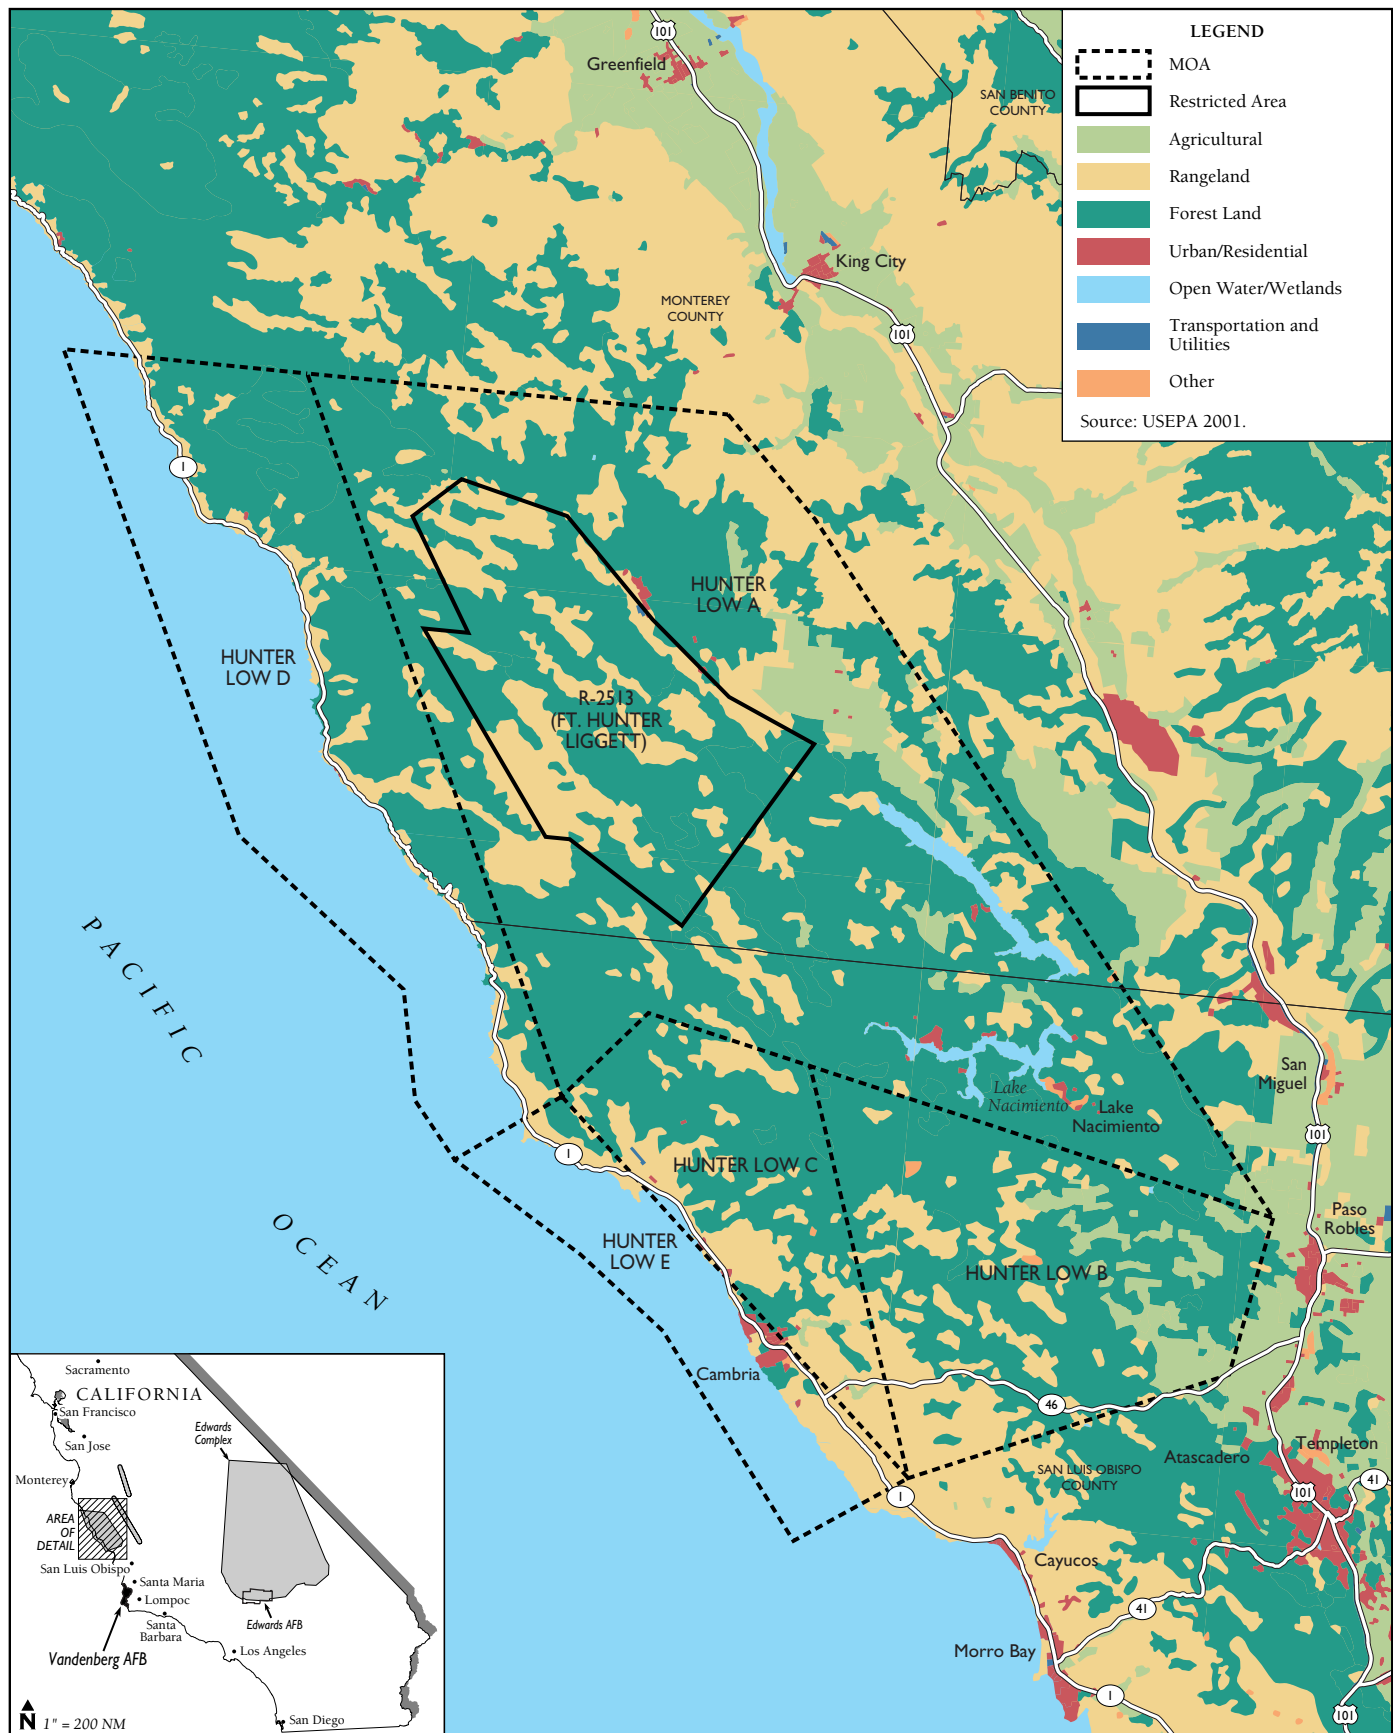 LEGEND
MOA
Restricted Area
Agricultural
Rangeland
Forest Land
Urban/Residential
Open Water/Wetlands
Transportation and
Utilities
Other
Source: USEPA 2001.
101
Greenfield
SAN BENITO
COUNTY
King City
MONTEREY
COUNTY
101
1
HUNTER
LOW A
HUNTER
LOW D
R-2513
(FT. HUNTER
LIGGETT)
PACIFIC
OCEAN
San
Miguel
Lake
Nacimiento
Lake
Nacimiento
101
1
HUNTER LOW C
Paso
Robles
HUNTER
LOW E
HUNTER LOW B
Cambria
46
Atascadero
Templeton
SAN LUIS OBISPO
COUNTY
41
101
1
Cayucos
41
Morro Bay
1
101
Sacramento
CALIFORNIA
San Francisco
San Jose
Edwards
Complex
Monterey
AREA
OF
DETAIL
San Luis Obispo
Santa Maria
Lompoc
Santa
Barbara
Edwards AFB
Los Angeles
Vandenberg AFB
San Diego
N
1" = 200 NM